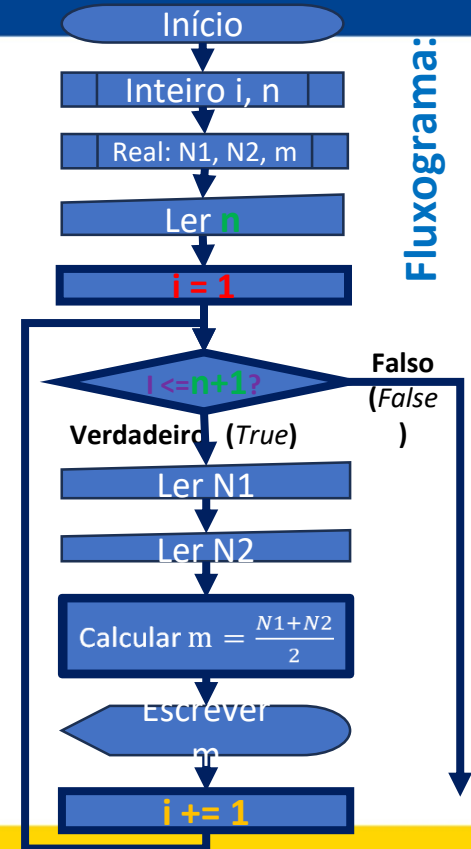 Início
Fluxograma:
Inteiro i, n
Real: N1, N2, m
Ler n
i = 1
I <=n+1?
Falso
(False
)
Verdadeiro (True)
Ler N1
Ler N2
Calcular m = N1+N2/2
Escrever
m
i += 1